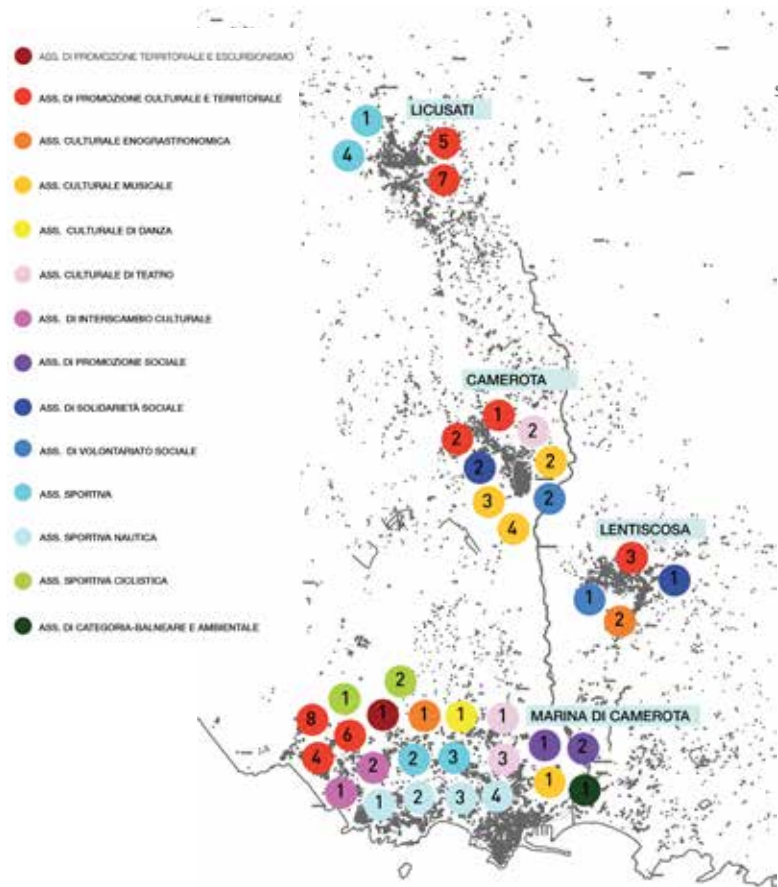 ASS. DI PROMOZIONE TERRITORIALE E ESCURSIONISMO
ASS. DI PROMOZIONE CULTURALE E TERRITORIALE
ASS. CULTURALE ENOGRASTRONOMICA
ASS. CULTURALE MUSICALE
ASS. CULTURALE DI DANZA
ASS. CULTURALE DI TEATRO
ASS. DI INTERSCAMBIO CULTURALE
ASS. DI PROMOZIONE SOCIALE
ASS. DI SOLIDARIETÀ SOCIALE
ASS. DI VOLONTARIATO SOCIALE
ASS. SPORTIVA
ASS. SPORTIVA NAUTICA
ASS. SPORTIVA CICLISTICA
ASS. DI CATEGORIA-BALNEARE E AMBIENTALE
LICUSATI
1
5
4
7
CAMEROTA
1
2
2
2
2
3
2
4
LENTISCOSA
3
1
1
2
MARINA DI CAMEROTA
2
1
8
1
1
1
1
6
1
2
4
2
2
3
3
1
1
1
1
2
3
4